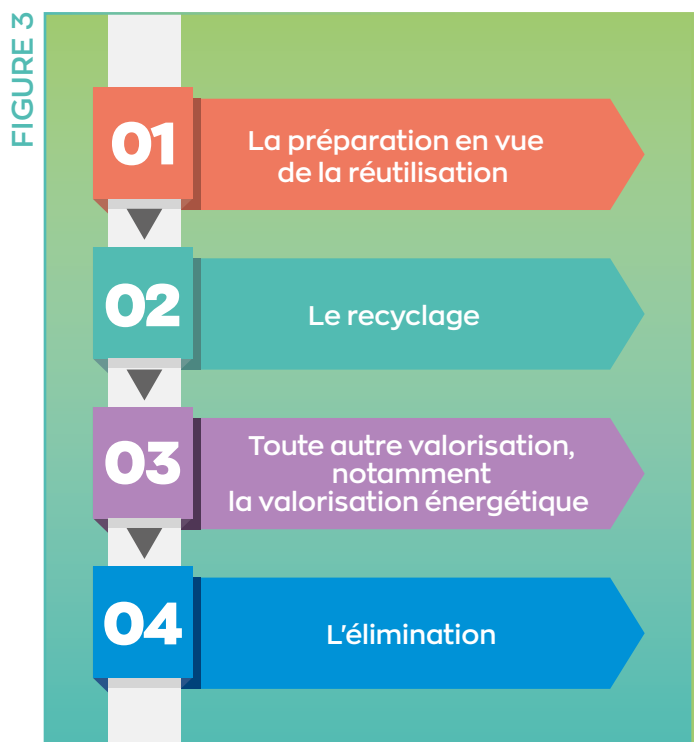 FIGURE 3
01
La préparation en vue
de la réutilisation
02
Le recyclage
03
Toute autre valorisation,
notamment
la valorisation énergétique
04
L'élimination